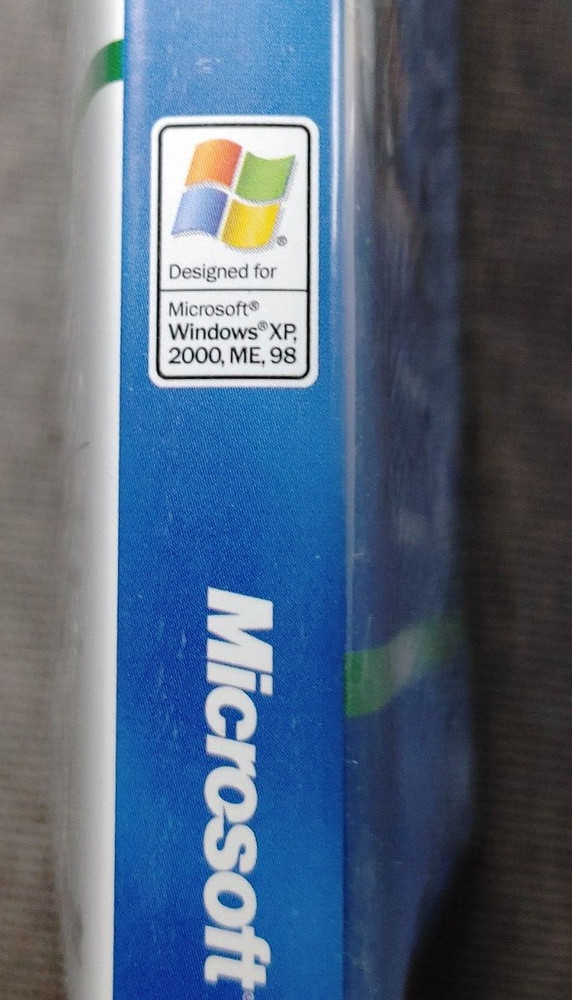 ®
Designed for
Microsoft®
Windows®XP,
2000, ME, 98
Microsoft®